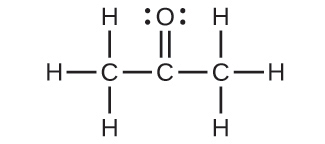 H :O: H
H — C — C — C — H
H H